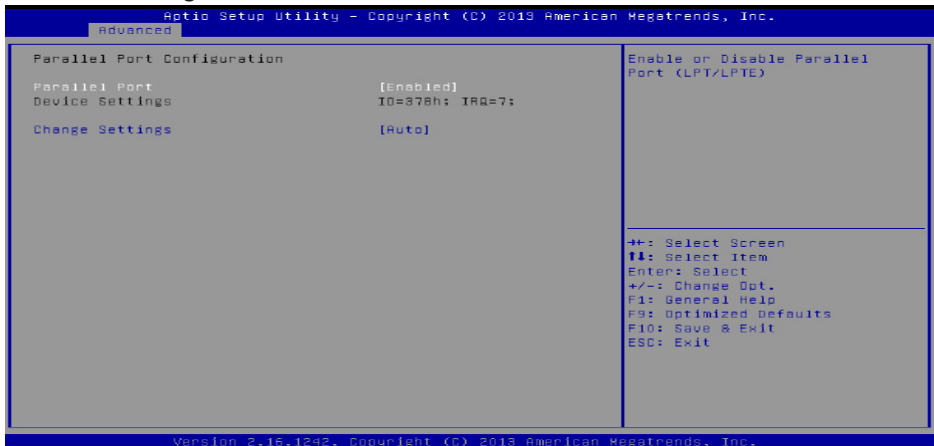 Aptio Setup Utility – Copyright (C) 2013 American Megatrends, Inc.
Advanced
Parallel Port Configuration
Parallel Port [Enabled]
Device Settings IO=378h; IRQ=7;
Change Settings [Auto]
Enable or Disable Parallel
Port (LPT/LPTE)
→←: Select Screen
↑↓: Select Item
Enter: Select
+/-: Change Opt.
F1: General Help
F9: Optimized Defaults
F10: Save & Exit
ESC: Exit
Version 2.16.1242. Copyright (C) 2013 American Megatrends, Inc.